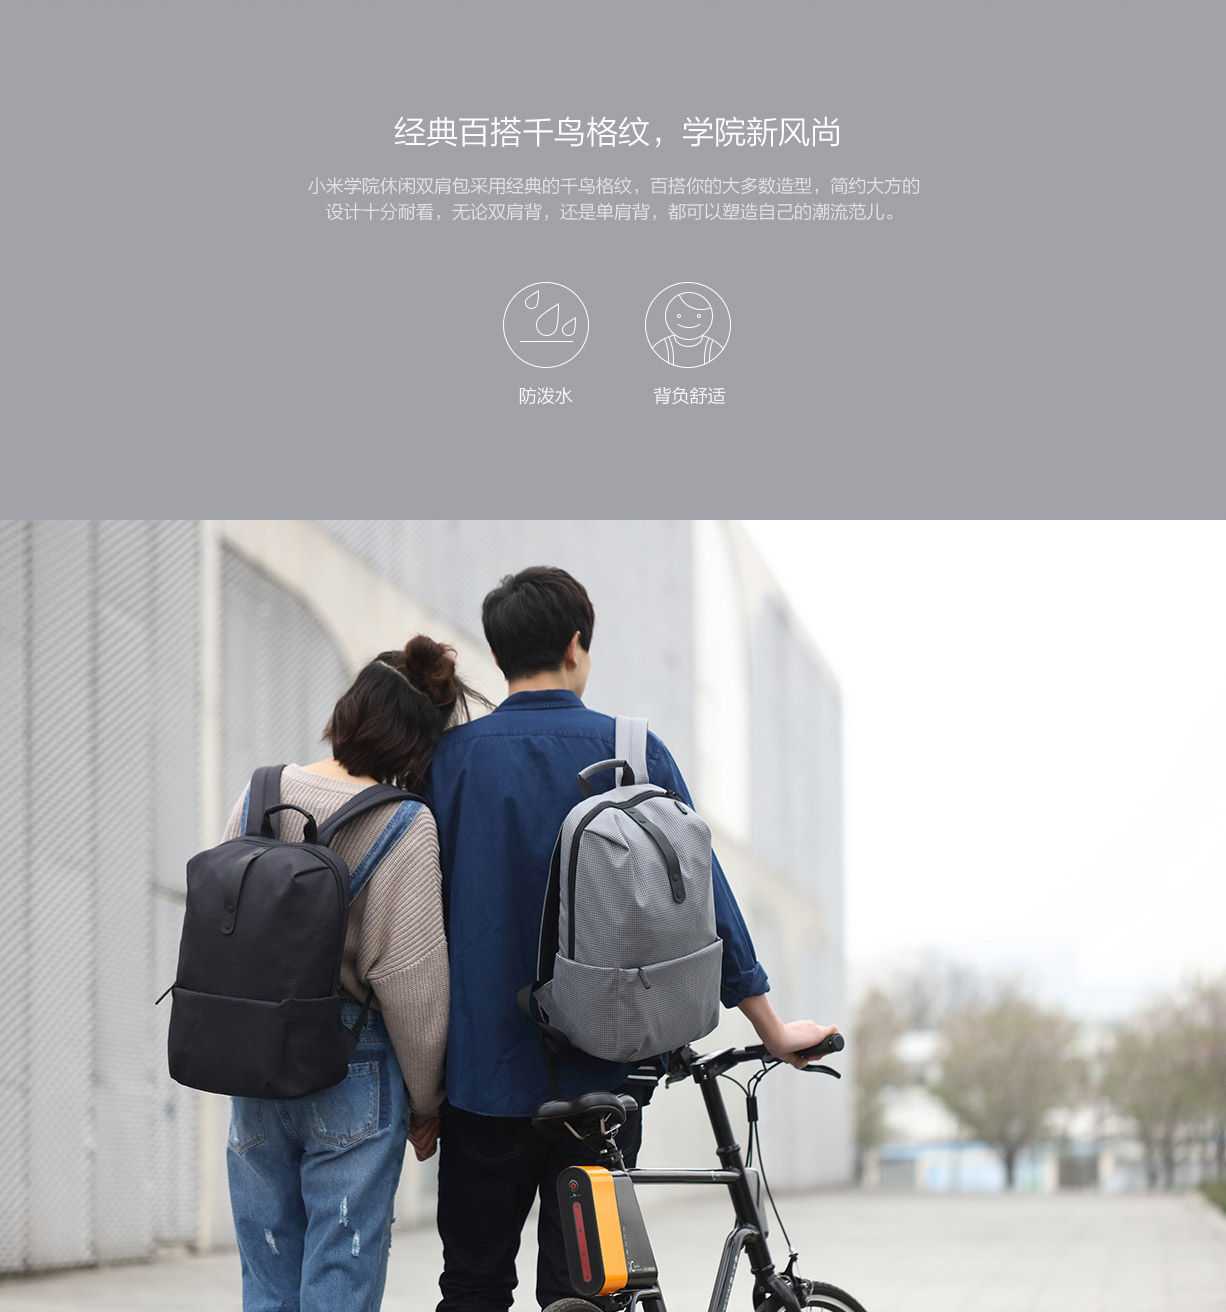 经典百搭千鸟格纹，学院新风尚
小米学院休闲双肩包采用经典的千鸟格纹，百搭你的大多数造型，简约大方的
设计十分耐看，无论双肩背，还是单肩背，都可以塑造自己的潮流范儿。
防泼水
背负舒适